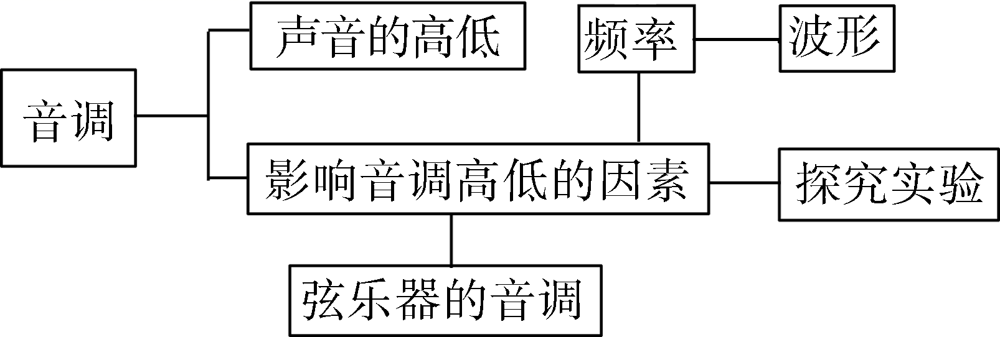 声音的高低
频率
波形
音调
影响音调高低的因素
探究实验
弦乐器的音调